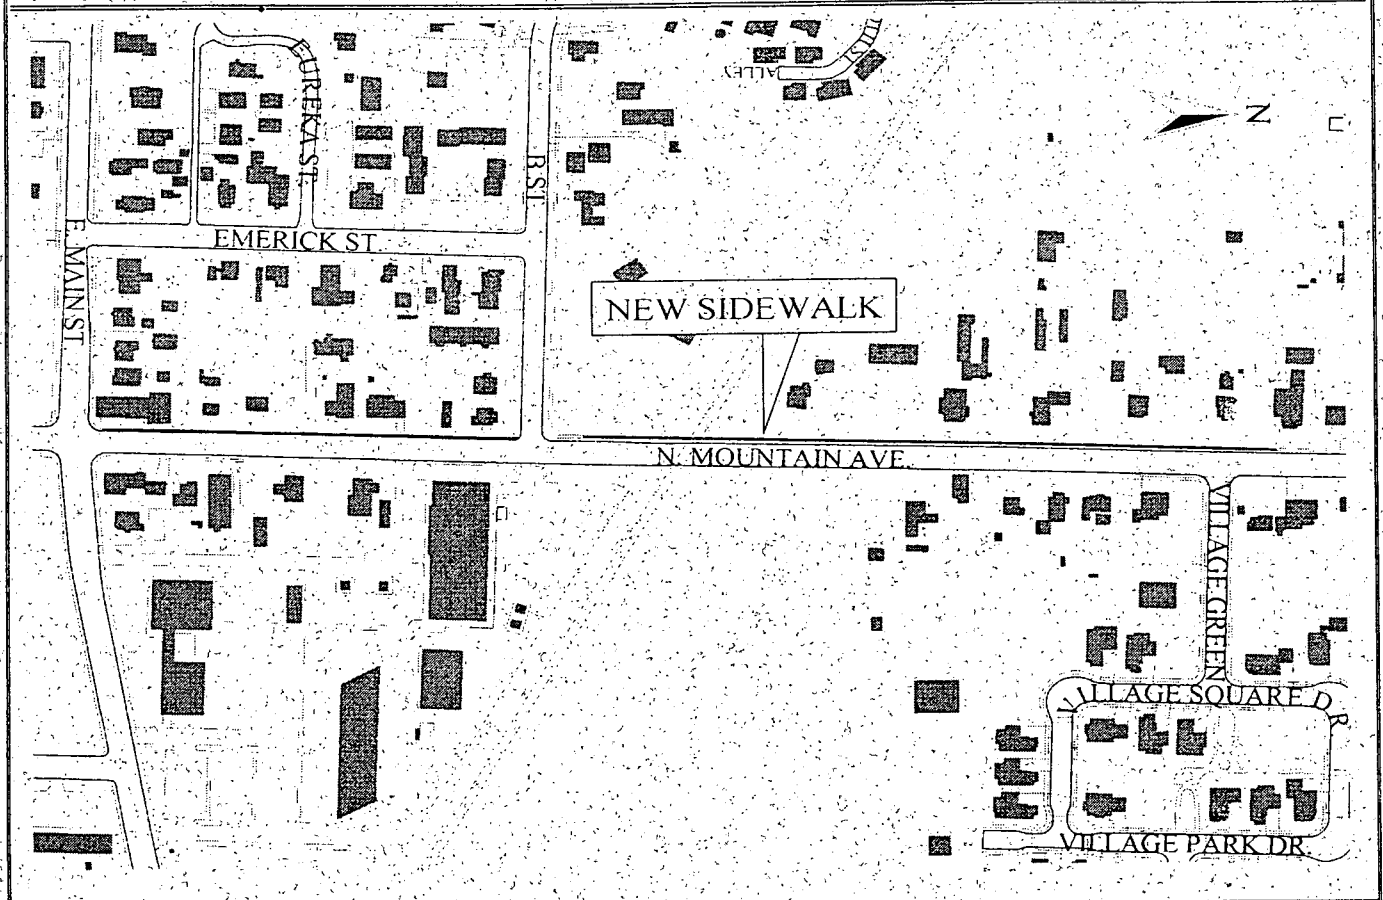 ALLEY
EUREKA ST.
N
B ST.
E. MAIN ST
EMERICK ST.
NEW SIDEWALK
N. MOUNTAIN AVE.
VILLAGE GREEN
VILLAGE SQUARE DR
VILLAGE PARK DR.